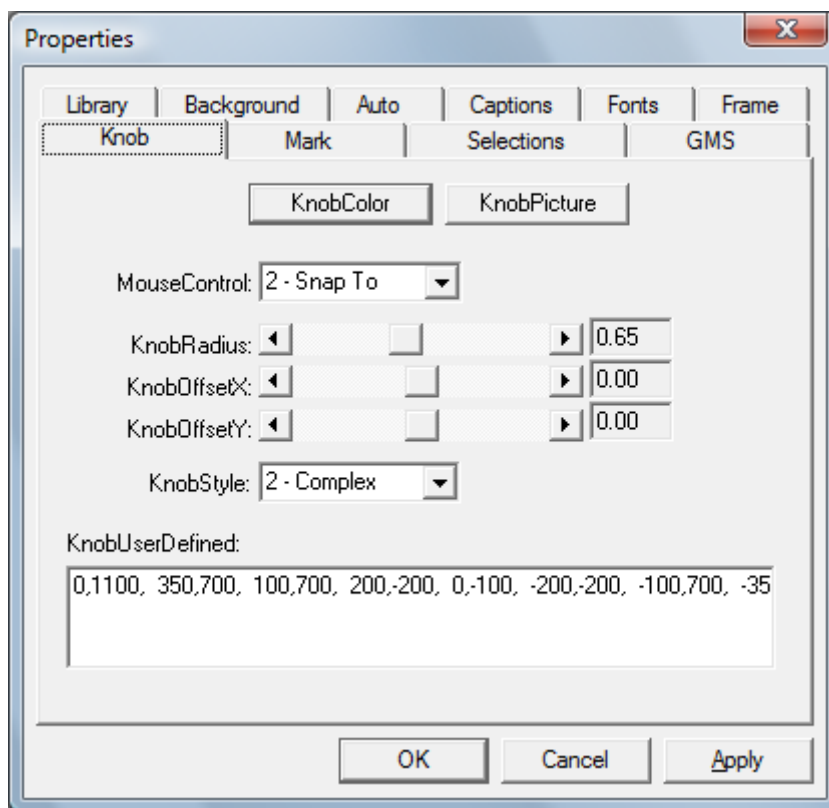 Properties
Library Background Auto Captions Fonts Frame
Knob Mark Selections GMS
KnobColor KnobPicture
MouseControl: 2 - Snap To
KnobRadius: 0.65
KnobOffsetX: 0.00
KnobOffsetY: 0.00
KnobStyle: 2 - Complex
KnobUserDefined:
0,1100, 350,700, 100,700, 200,-200, 0,-100, -200,-200, -100,700, -35
OK Cancel Apply